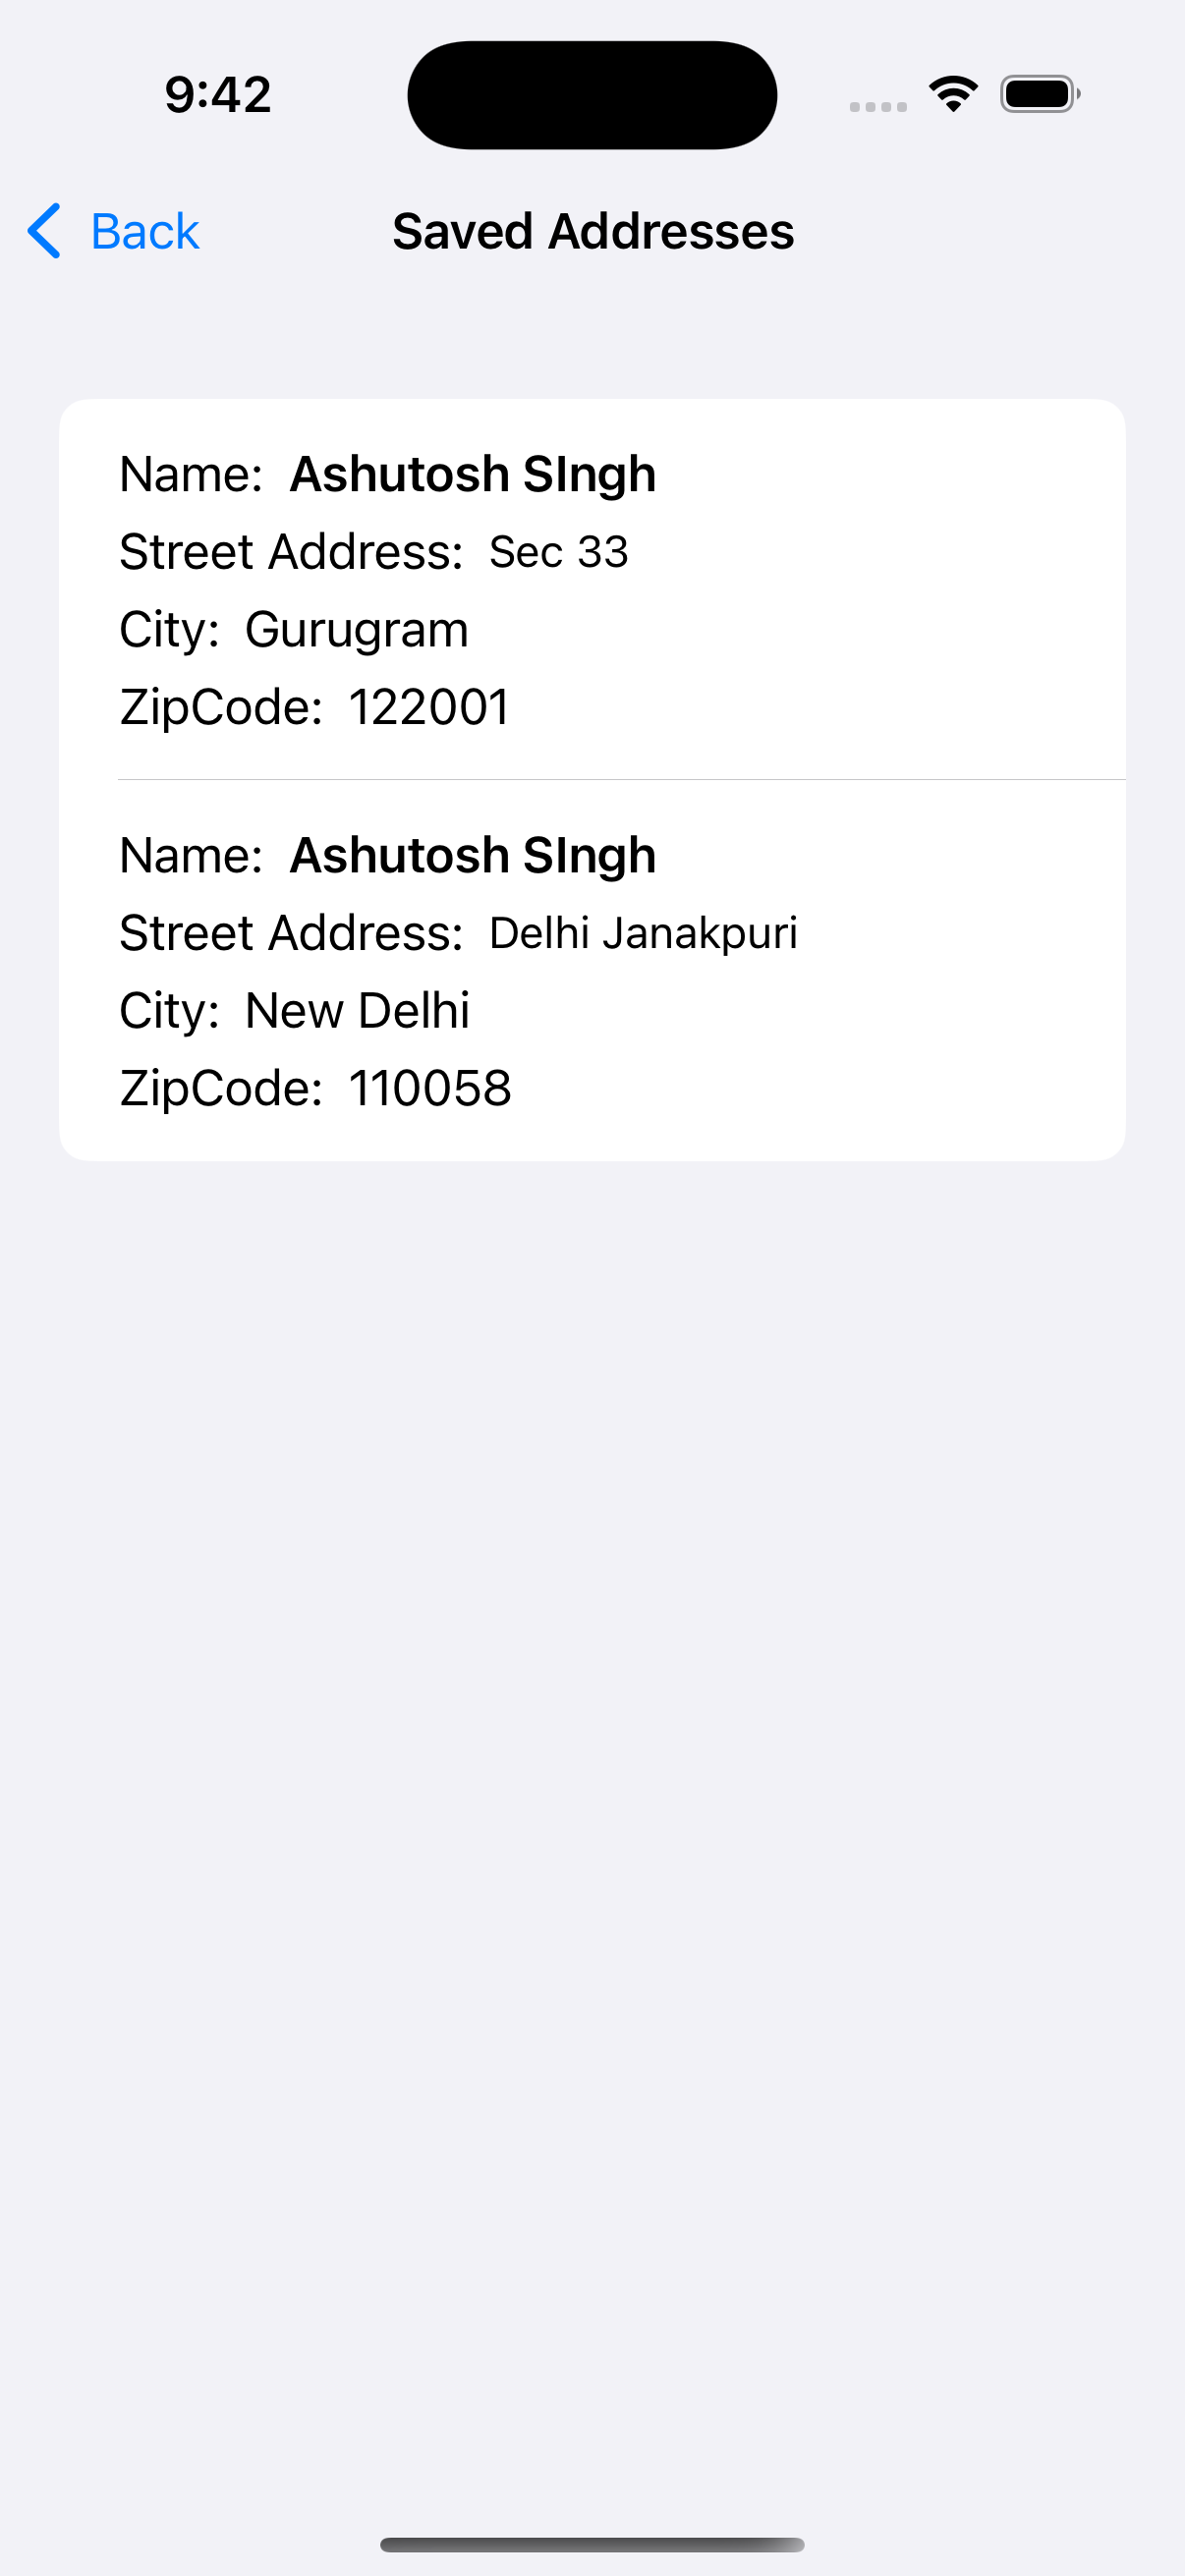 9:42
Back
Saved Addresses
Name: Ashutosh SIngh
Street Address: Sec 33
City: Gurugram
ZipCode: 122001
Name: Ashutosh SIngh
Street Address: Delhi Janakpuri
City: New Delhi
ZipCode: 110058